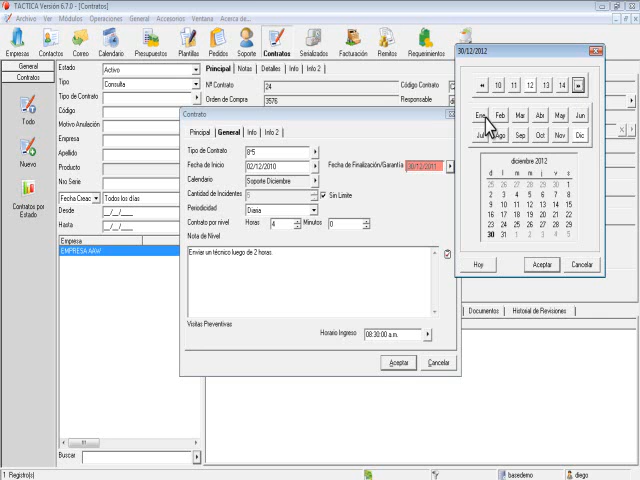 TACTICA Versión 6.7.0 - [Contratos]
Archivo Ver Módulos Operaciones General Accesorios Ventana Acerca de...
Empresas Contactos Correo Calendario Presupuestos Plantillas Pedidos Soporte Contratos Serializados Facturación Remitos Requerimientos
General
Contratos
Todo
Nuevo
Contratos por
Estado
Estado Activo
Tipo Consulta
Tipo de Contrato
Código
Motivo Anulación
Empresa
Apellido
Producto
Nro Serie
Fecha Creac Todos los días
Desde __/__/__
Hasta __/__/__
Empresa
EMPRESA AAW
Buscar
Principal Notas Detalles Info Info 2
Nº Contrato 24 Código Contrato
Orden de Compra 3576 Responsable
Contrato
Principal General Info Info 2
Tipo de Contrato 8*5
Fecha de Inicio 02/12/2010 Fecha de Finalización/Garantía 30/12/2011
Calendario Soporte Diciembre
Cantidad de Incidentes 5 Sin Limite
Periodicidad Diaria
Contrato por nivel Horas 4 Minutos 0
Nota de Nivel
Enviar un técnico luego de 2 horas
Visitas Preventivas
Horario Ingreso 08:30:00 a.m.
Aceptar Cancelar
30/12/2012
10 11 12 13 14
Ene Feb Mar Abr May Jun
Jul Ago Sep Oct Nov Dic
diciembre 2012
d l m m j v s
25 26 27 28 29 30 1
2 3 4 5 6 7 8
9 10 11 12 13 14 15
16 17 18 19 20 21 22
23 24 25 26 27 28 29
30 31 1 2 3 4 5
Hoy Aceptar Cancelar
Documentos Historial de Revisiones
1 Registro(s) basedemo diego